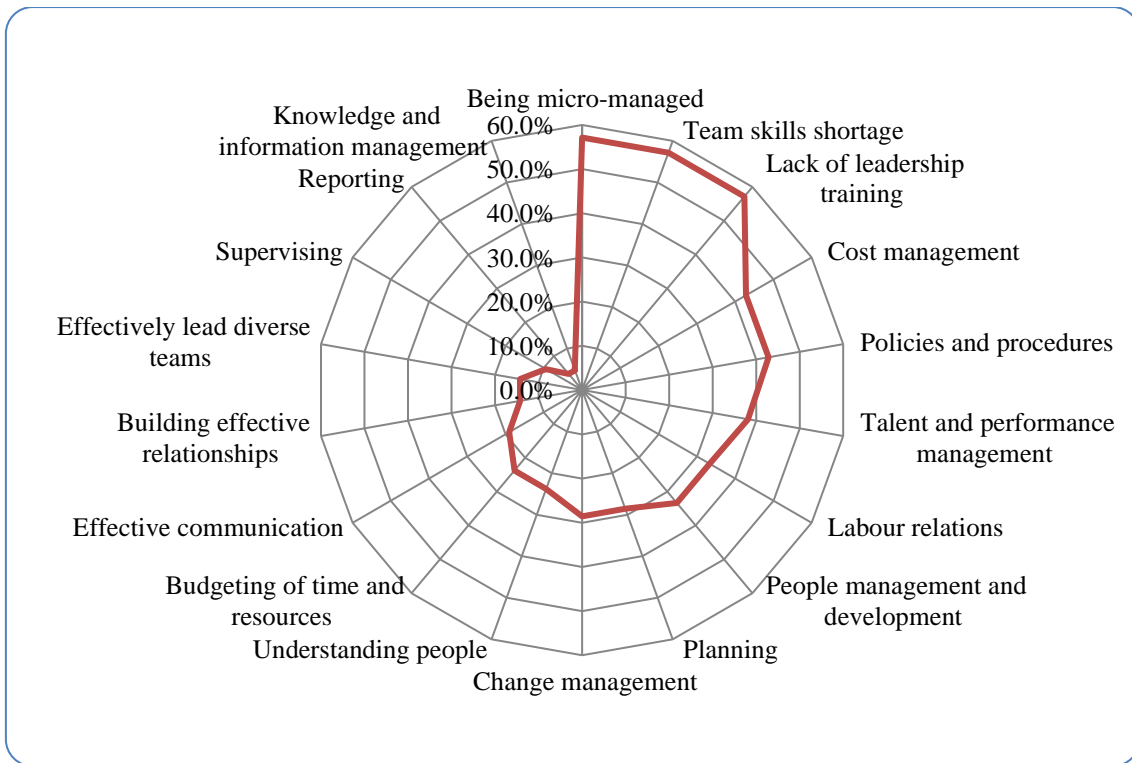 Being micro-managed
Team skills shortage
Lack of leadership
training
Cost management
Policies and procedures
Talent and performance
management
Labour relations
People management and
development
Planning
Change management
Understanding people
Budgeting of time and
resources
Effective communication
Building effective
relationships
Effectively lead diverse
teams
Supervising
Reporting
Knowledge and
information management
60.0%
50.0%
40.0%
30.0%
20.0%
10.0%
0.0%